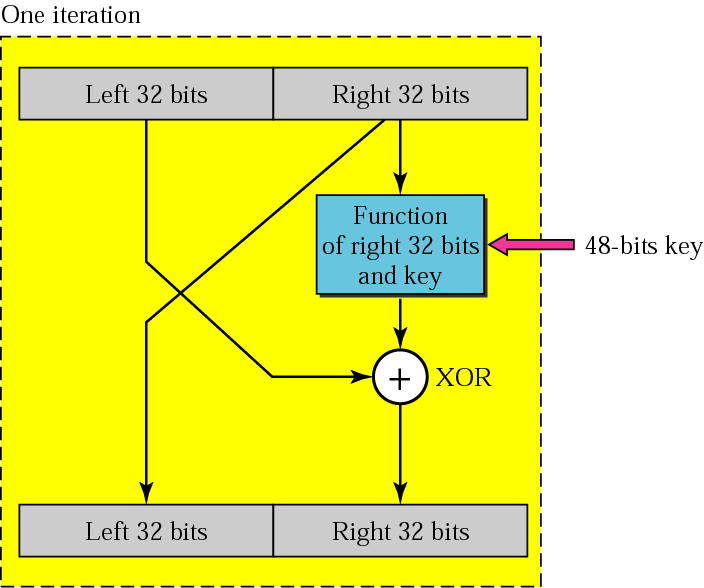 One iteration
Left 32 bits
Right 32 bits
Function
of right 32 bits
and key
48-bits key
+
XOR
Left 32 bits
Right 32 bits